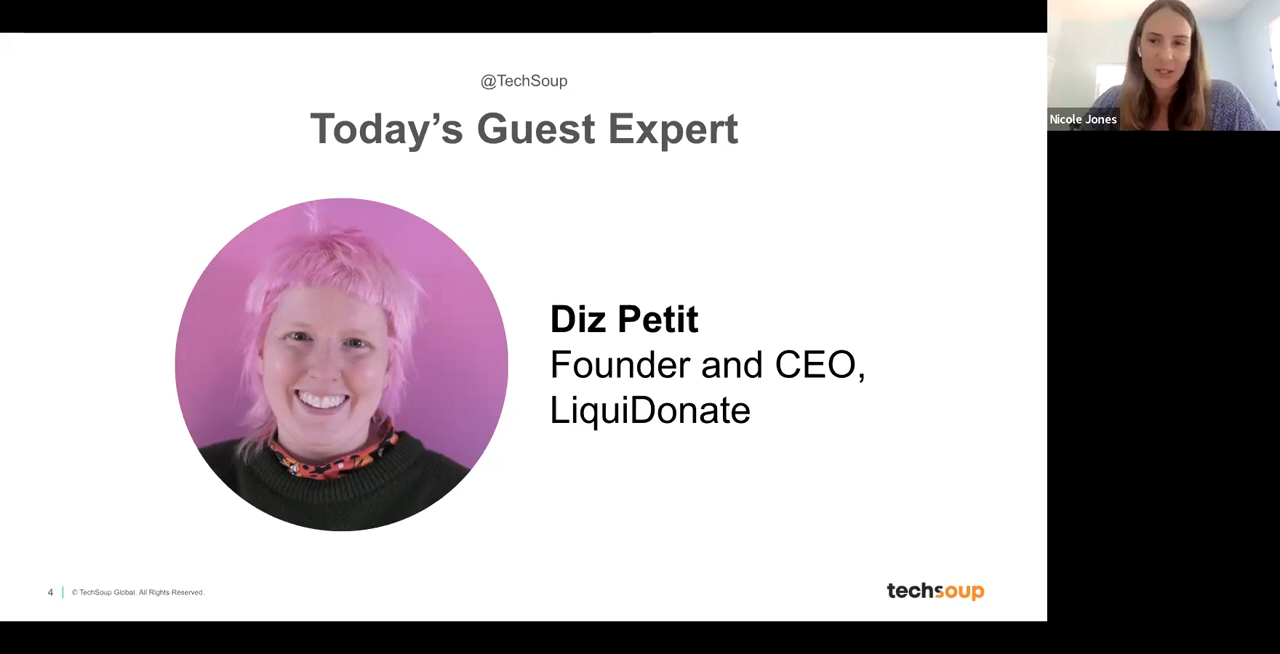 @TechSoup
Today’s Guest Expert
Diz Petit
Founder and CEO,
LiquiDonate
4
© TechSoup Global. All Rights Reserved.
techsoup
Nicole Jones